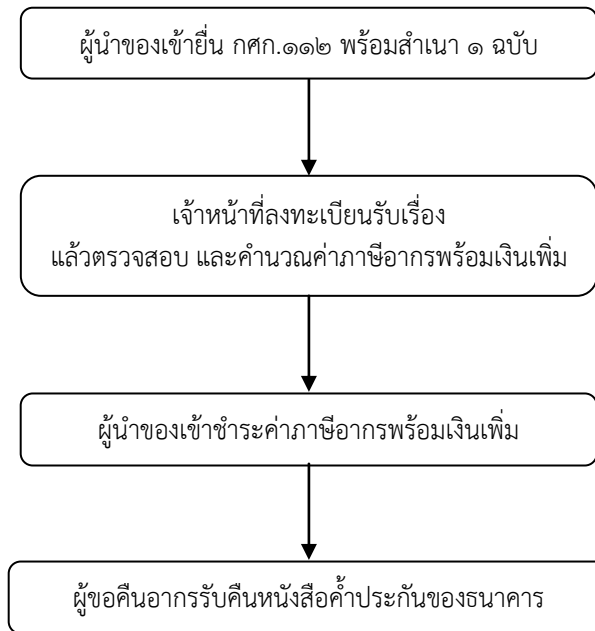 ผู้นำของเข้ายื่น กศก.๑๑๒ พร้อมสำเนา ๑ ฉบับ
เจ้าหน้าที่ลงทะเบียนรับเรื่อง
แล้วตรวจสอบ และคำนวณค่าภาษีอากรพร้อมเงินเพิ่ม
ผู้นำของเข้าชำระค่าภาษีอากรพร้อมเงินเพิ่ม
ผู้ขอคืนอากรรับคืนหนังสือค้ำประกันของธนาคาร